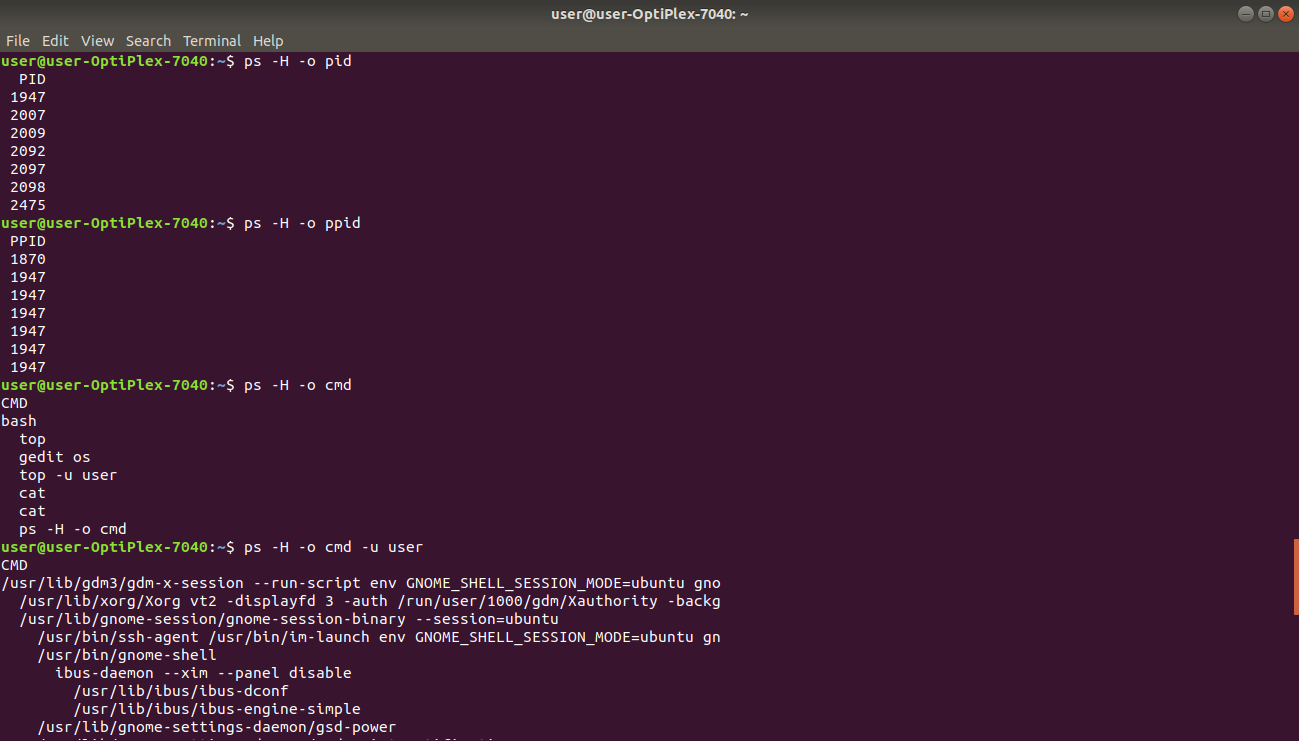 user@user-OptiPlex-7040: ~
File Edit View Search Terminal Help
user@user-OptiPlex-7040:~$ ps -H -o pid
  PID
 1947
 2007
 2009
 2092
 2097
 2098
 2475
user@user-OptiPlex-7040:~$ ps -H -o ppid
 PPID
 1870
 1947
 1947
 1947
 1947
 1947
 1947
user@user-OptiPlex-7040:~$ ps -H -o cmd
CMD
bash
  top
  gedit os
  top -u user
  cat
  cat
  ps -H -o cmd
user@user-OptiPlex-7040:~$ ps -H -o cmd -u user
CMD
/usr/lib/gdm3/gdm-x-session --run-script env GNOME_SHELL_SESSION_MODE=ubuntu gno
  /usr/lib/xorg/Xorg vt2 -displayfd 3 -auth /run/user/1000/gdm/Xauthority -backg
  /usr/lib/gnome-session/gnome-session-binary --session=ubuntu
    /usr/bin/ssh-agent /usr/bin/im-launch env GNOME_SHELL_SESSION_MODE=ubuntu gn
    /usr/bin/gnome-shell
      ibus-daemon --xim --panel disable
        /usr/lib/ibus/ibus-dconf
        /usr/lib/ibus/ibus-engine-simple
    /usr/lib/gnome-settings-daemon/gsd-power